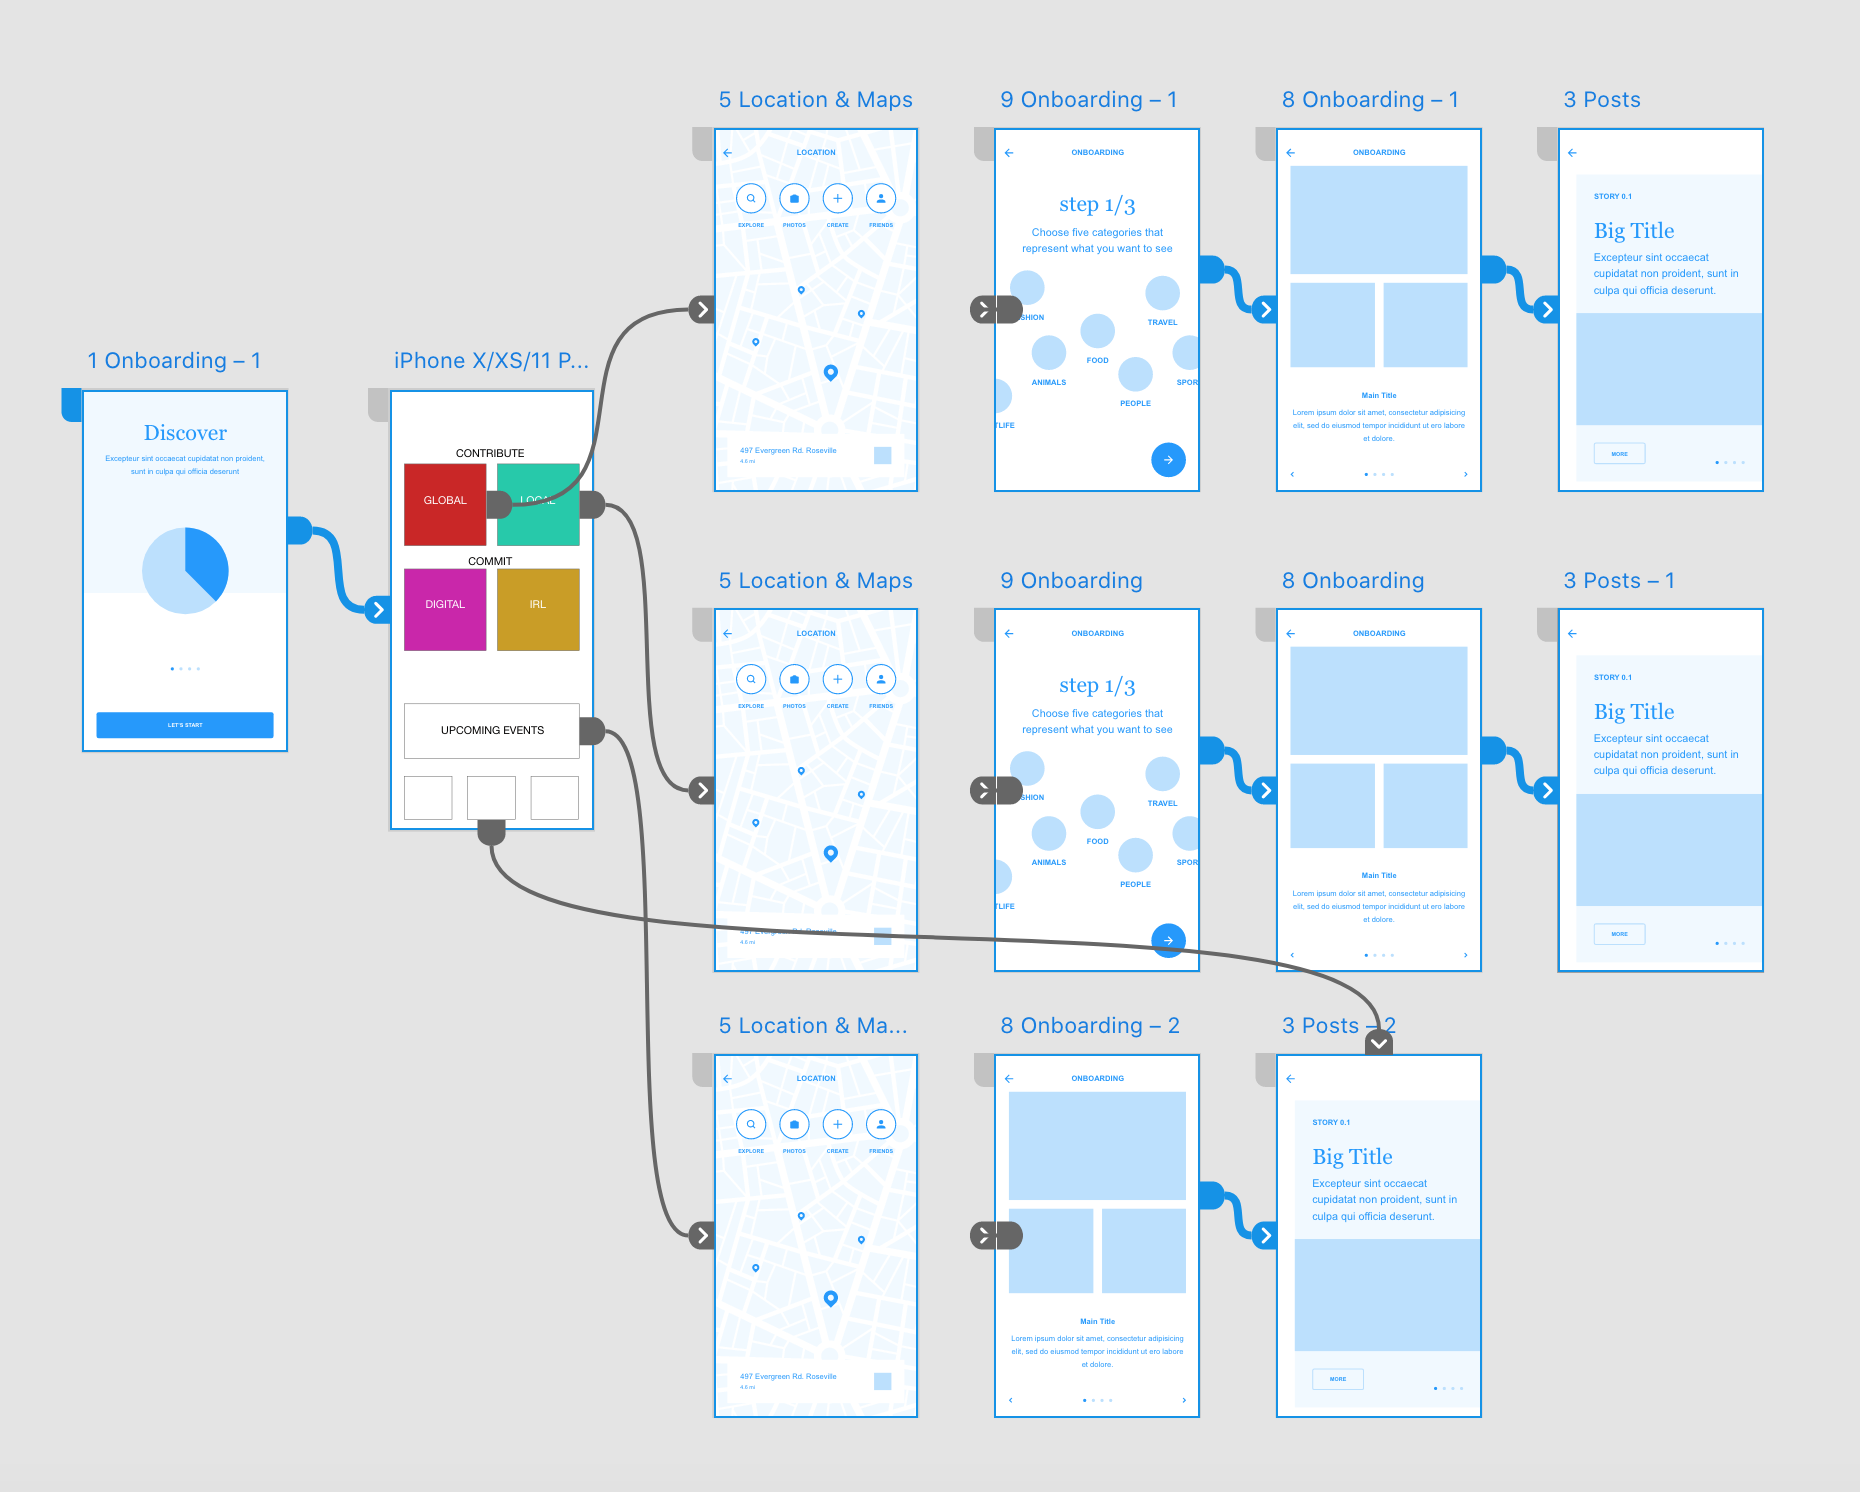 1 Onboarding – 1
Discover
Excepteur sint occaecat cupidatat non proident,
sunt in culpa qui officia deserunt
LET'S START
iPhone X/XS/11 P...
CONTRIBUTE
GLOBAL
LOCAL
COMMIT
DIGITAL
IRL
UPCOMING EVENTS
5 Location & Maps
LOCATION
EXPLORE
PHOTOS
CREATE
FRIENDS
497 Evergreen Rd. Roseville
4.6 mi
9 Onboarding – 1
ONBOARDING
step 1/3
Choose five categories that
represent what you want to see
SHION
TRAVEL
FOOD
ANIMALS
SPOR
PEOPLE
TLIFE
8 Onboarding – 1
ONBOARDING
Main Title
Lorem ipsum dolor sit amet, consectetur adipisicing
elit, sed do eiusmod tempor incididunt ut ero labore
et dolore.
3 Posts
STORY 0.1
Big Title
Excepteur sint occaecat
cupidatat non proident, sunt in
culpa qui officia deserunt.
MORE
5 Location & Maps
LOCATION
EXPLORE
PHOTOS
CREATE
FRIENDS
497 Evergreen Rd. Roseville
4.6 mi
9 Onboarding
ONBOARDING
step 1/3
Choose five categories that
represent what you want to see
SHION
TRAVEL
FOOD
ANIMALS
SPOR
PEOPLE
TLIFE
8 Onboarding
ONBOARDING
Main Title
Lorem ipsum dolor sit amet, consectetur adipisicing
elit, sed do eiusmod tempor incididunt ut ero labore
et dolore.
3 Posts – 1
STORY 0.1
Big Title
Excepteur sint occaecat
cupidatat non proident, sunt in
culpa qui officia deserunt.
MORE
5 Location & Ma...
LOCATION
EXPLORE
PHOTOS
CREATE
FRIENDS
497 Evergreen Rd. Roseville
4.6 mi
8 Onboarding – 2
ONBOARDING
Main Title
Lorem ipsum dolor sit amet, consectetur adipisicing
elit, sed do eiusmod tempor incididunt ut ero labore
et dolore.
3 Posts – 2
STORY 0.1
Big Title
Excepteur sint occaecat
cupidatat non proident, sunt in
culpa qui officia deserunt.
MORE